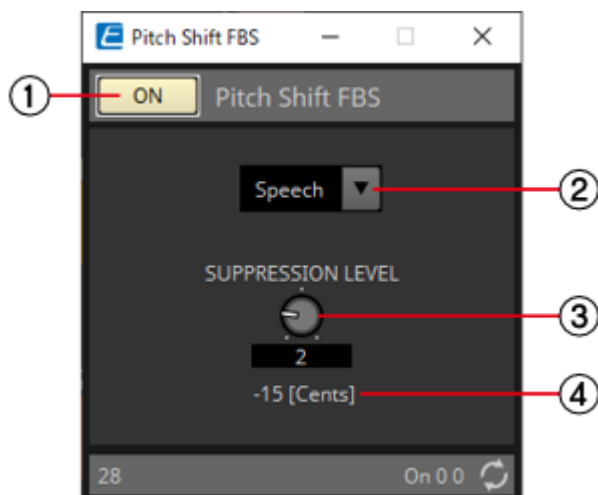 Pitch Shift FBS
① ON Pitch Shift FBS
Speech ②
SUPPRESSION LEVEL
③
2
-15 [Cents] ④
28 On 0 0